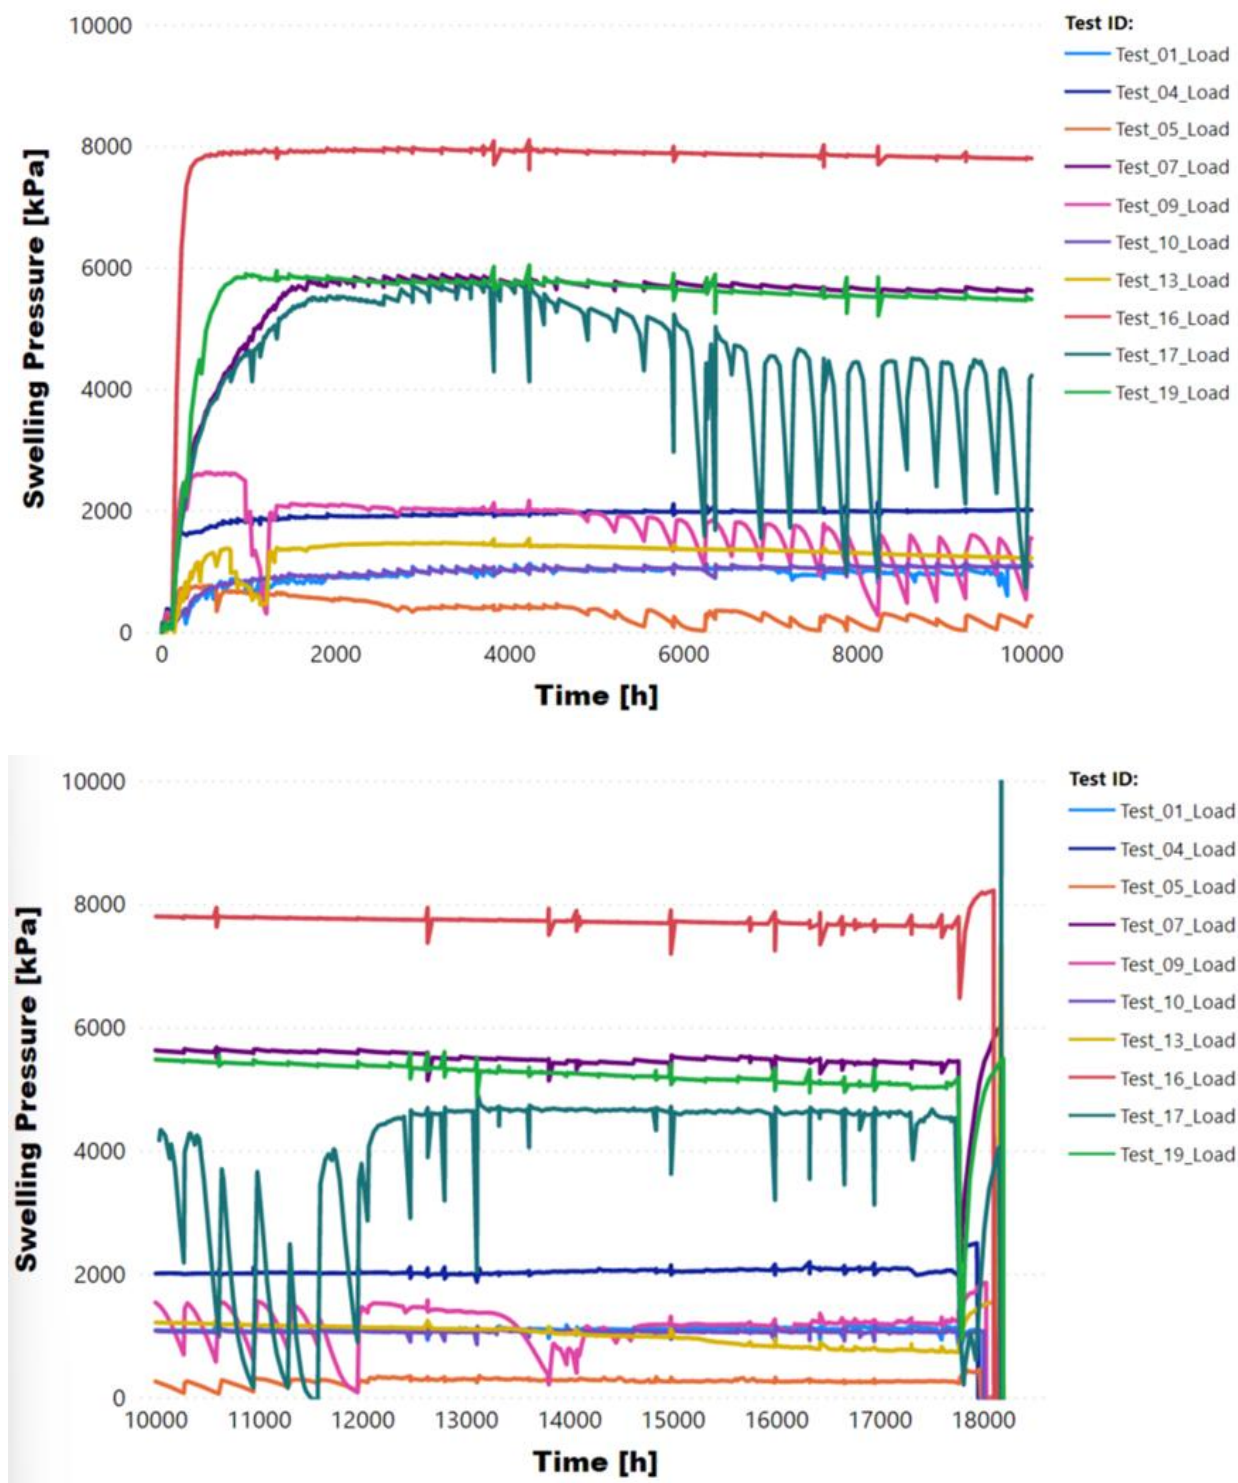 10000
8000
6000
4000
2000
0
Swelling Pressure [kPa]
0 2000 4000 6000 8000 10000
Time [h]
Test ID:
Test_01_Load
Test_04_Load
Test_05_Load
Test_07_Load
Test_09_Load
Test_10_Load
Test_13_Load
Test_16_Load
Test_17_Load
Test_19_Load
10000
8000
6000
4000
2000
0
Swelling Pressure [kPa]
10000 11000 12000 13000 14000 15000 16000 17000 18000
Time [h]
Test ID:
Test_01_Load
Test_04_Load
Test_05_Load
Test_07_Load
Test_09_Load
Test_10_Load
Test_13_Load
Test_16_Load
Test_17_Load
Test_19_Load